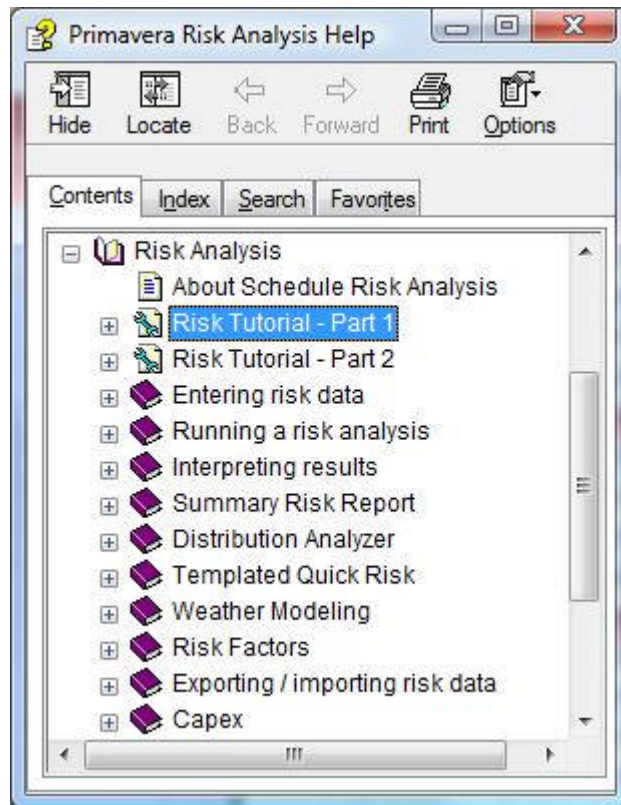 Primavera Risk Analysis Help
Hide Locate Back Forward Print Options
Contents Index Search Favorites
Risk Analysis
About Schedule Risk Analysis
Risk Tutorial - Part 1
Risk Tutorial - Part 2
Entering risk data
Running a risk analysis
Interpreting results
Summary Risk Report
Distribution Analyzer
Templated Quick Risk
Weather Modeling
Risk Factors
Exporting / importing risk data
Capex